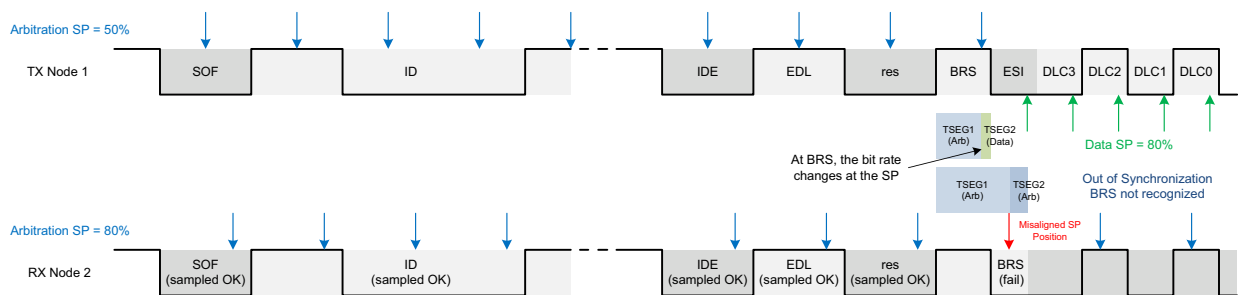 Arbitration SP = 50%
TX Node 1
SOF
ID
IDE
EDL
res
BRS
ESI
DLC3
DLC2
DLC1
DLC0
TSEG1
(Arb)
TSEG2
(Data)
Data SP = 80%
At BRS, the bit rate
changes at the SP
TSEG1
(Arb)
TSEG2
(Arb)
Out of Synchronization
BRS not recognized
Arbitration SP = 80%
Misaligned SP
Position
RX Node 2
SOF
(sampled OK)
ID
(sampled OK)
IDE
(sampled OK)
EDL
(sampled OK)
res
(sampled OK)
BRS
(fail)